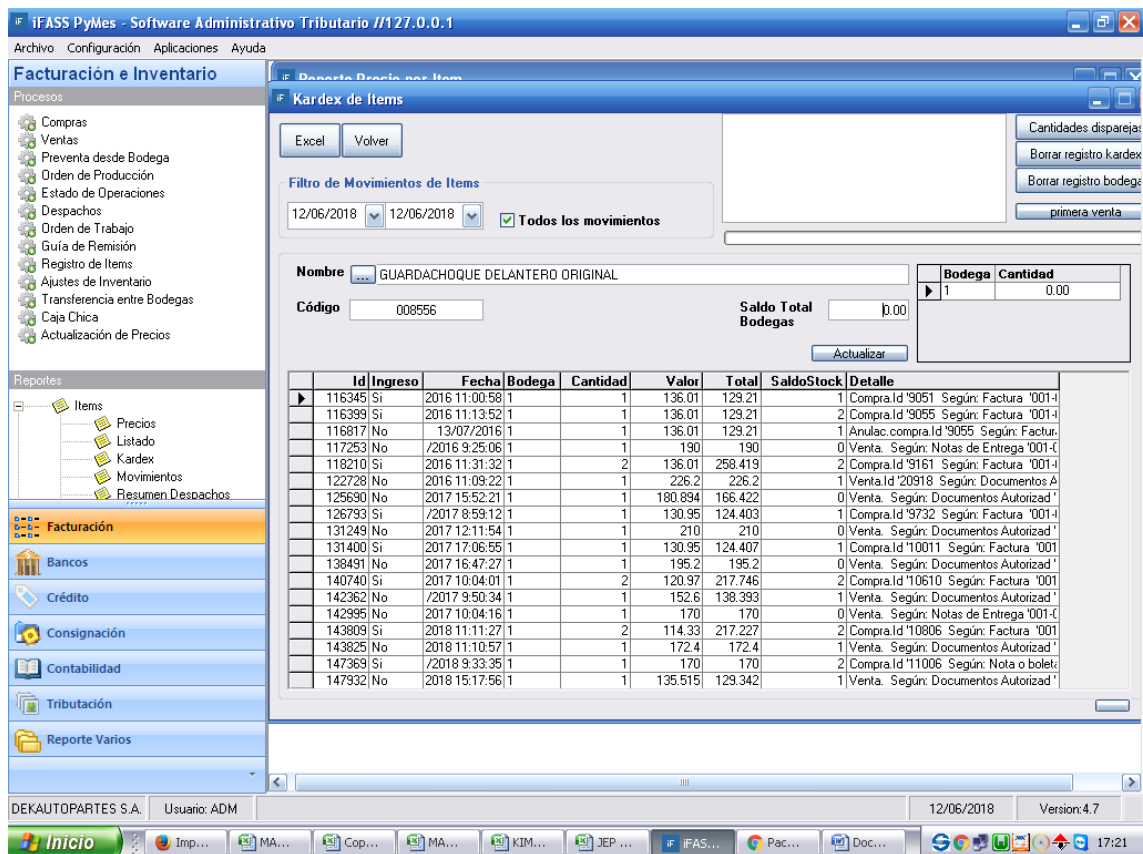 iFASS PyMes - Software Administrativo Tributario //127.0.0.1
Archivo Configuración Aplicaciones Ayuda
Facturación e Inventario
Procesos
Compras
Ventas
Preventa desde Bodega
Orden de Producción
Estado de Operaciones
Despachos
Orden de Trabajo
Guía de Remisión
Registro de Items
Ajustes de Inventario
Transferencia entre Bodegas
Caja Chica
Actualización de Precios
Reportes
Items
Precios
Listado
Kardex
Movimientos
Resumen Despachos
Facturación
Bancos
Crédito
Consignación
Contabilidad
Tributación
Reporte Varios
Reporte Precio por Item
Kardex de Items
Excel Volver
Cantidades disparejas
Borrar registro kardex
Borrar registro bodega
primera venta
Filtro de Movimientos de Items
12/06/2018 12/06/2018 Todos los movimientos
Nombre ... GUARDACHOQUE DELANTERO ORIGINAL
Código 008556
Saldo Total Bodegas 0.00
Bodega Cantidad
1 0.00
Actualizar
Id Ingreso Fecha Bodega Cantidad Valor Total SaldoStock Detalle
116345 Si 2016 11:00:58 1 1 136.01 129.21 1 Compra.Id '9051 Según: Factura '001-
116399 Si 2016 11:13:52 1 1 136.01 129.21 2 Compra.Id '9055 Según: Factura '001-
116817 No 13/07/2016 1 1 136.01 129.21 1 Anulac.compra.Id '9055 Según: Factur
117253 No /2016 9:25:06 1 1 190 190 0 Venta. Según: Notas de Entrega '001-
118210 Si 2016 11:31:32 1 2 136.01 258.419 2 Compra.Id '9161 Según: Factura '001-
122728 No 2016 11:09:22 1 1 226.2 226.2 1 Venta.Id '20918 Según: Documentos A
125690 No 2017 15:52:21 1 1 180.894 166.422 0 Venta. Según: Documentos Autorizad '
126793 Si /2017 8:59:12 1 1 130.95 124.403 1 Compra.Id '9732 Según: Factura '001-
131249 No 2017 12:11:54 1 1 210 210 0 Venta. Según: Documentos Autorizad '
131400 Si 2017 17:06:55 1 1 130.95 124.407 1 Compra.Id '10011 Según: Factura '001
138491 No 2017 16:47:27 1 1 195.2 195.2 0 Venta. Según: Documentos Autorizad '
140740 Si 2017 10:04:01 1 2 120.97 217.746 2 Compra.Id '10610 Según: Factura '001
142362 No /2017 9:50:34 1 1 152.6 138.393 1 Venta. Según: Documentos Autorizad '
142995 No 2017 10:04:16 1 1 170 170 0 Venta. Según: Notas de Entrega '001-
143809 Si 2018 11:11:27 1 2 114.33 217.227 2 Compra.Id '10806 Según: Factura '001
143825 No 2018 11:10:57 1 1 172.4 172.4 1 Venta. Según: Documentos Autorizad '
147369 Si /2018 9:33:35 1 1 170 170 2 Compra.Id '11006 Según: Nota o boleta
147932 No 2018 15:17:56 1 1 135.515 129.342 1 Venta. Según: Documentos Autorizad '
DEKAUTOPARTES S.A. Usuario: ADM 12/06/2018 Version:4.7
Inicio Imp... MA... Cop... MA... KIM... JEP ... iFAS... Pac... Doc... 17:21